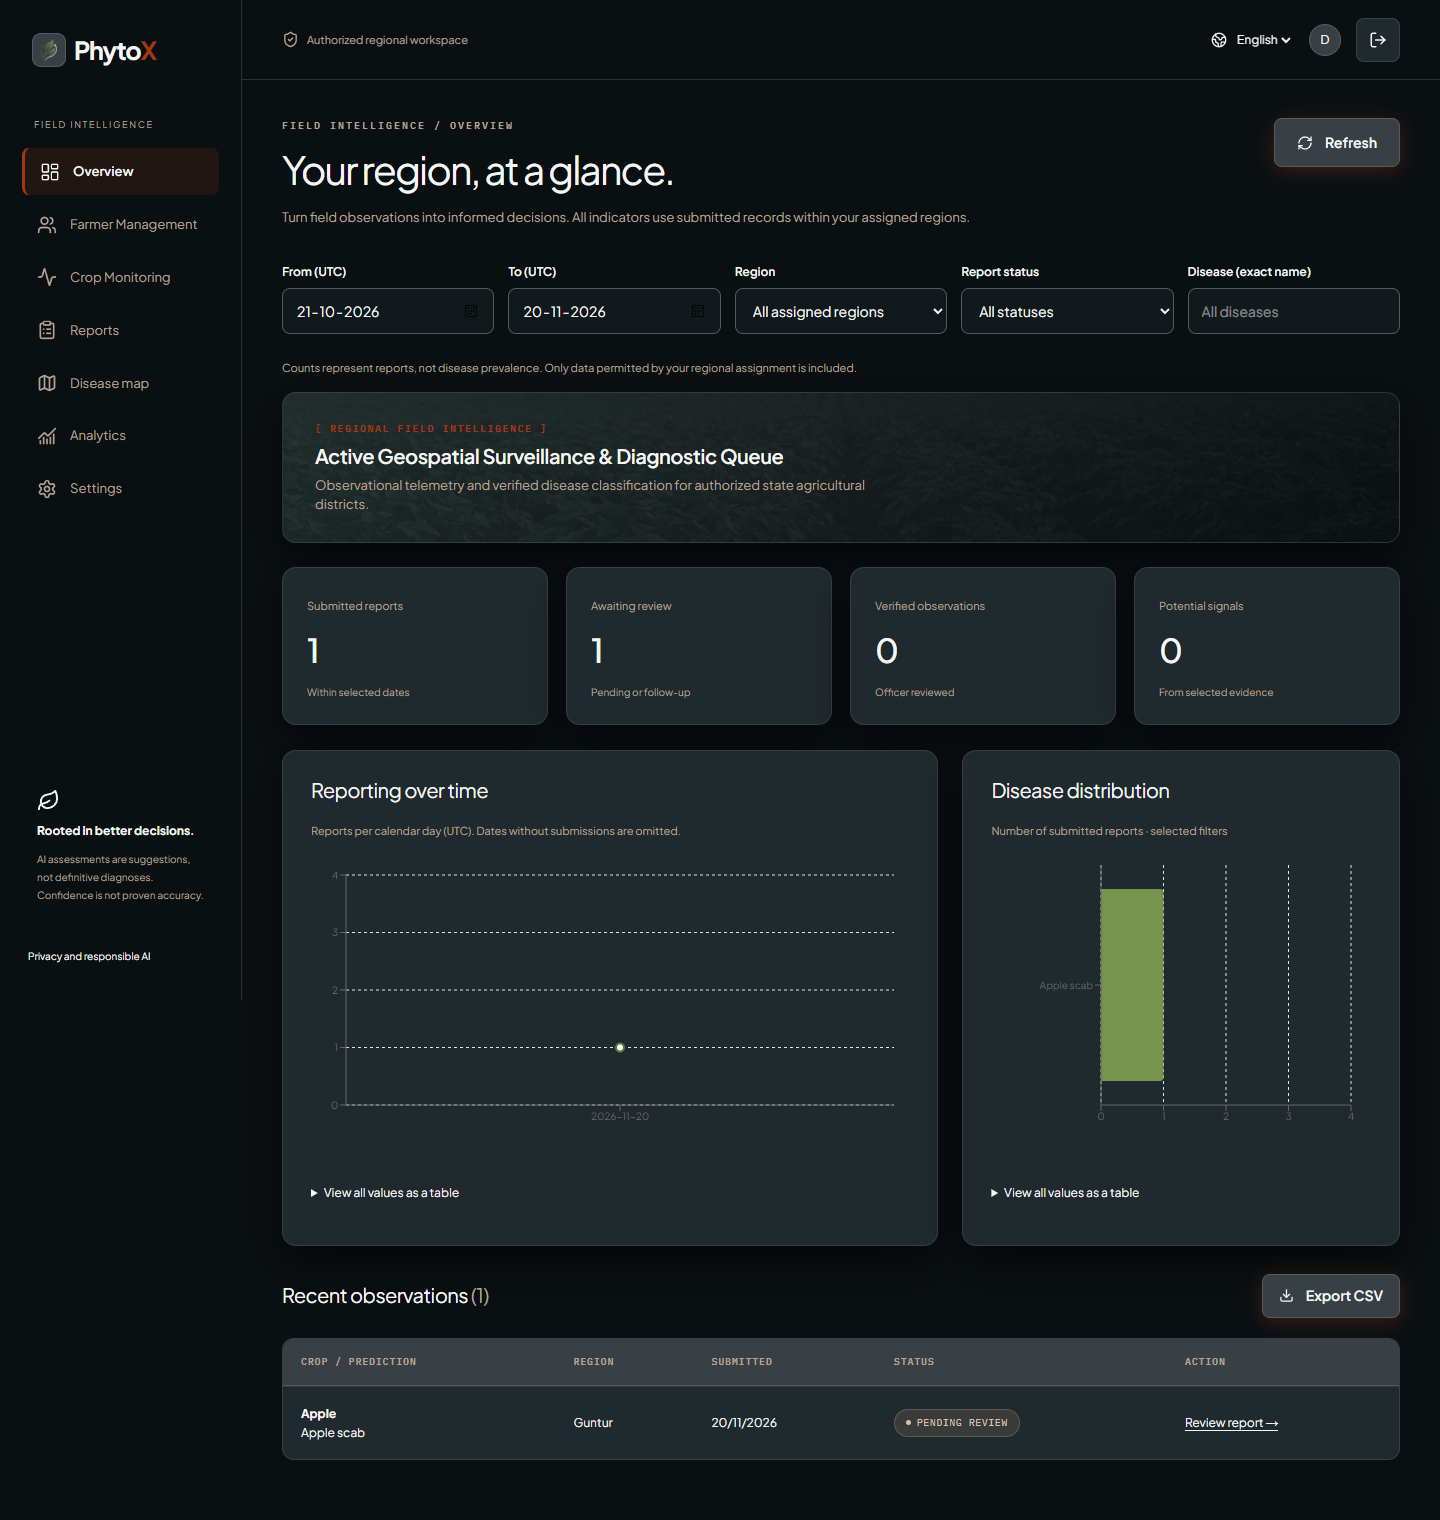 PhytoX
Authorized regional workspace
English
D
FIELD INTELLIGENCE
Overview
Farmer Management
Crop Monitoring
Reports
Disease map
Analytics
Settings
Rooted in better decisions.
AI assessments are suggestions,
not definitive diagnoses.
Confidence is not proven accuracy.
Privacy and responsible AI
FIELD INTELLIGENCE / OVERVIEW
Your region, at a glance.
Turn field observations into informed decisions. All indicators use submitted records within your assigned regions.
Refresh
From (UTC)
To (UTC)
Region
Report status
Disease (exact name)
21-10-2026
20-11-2026
All assigned regions
All statuses
All diseases
Counts represent reports, not disease prevalence. Only data permitted by your regional assignment is included.
[ REGIONAL FIELD INTELLIGENCE ]
Active Geospatial Surveillance & Diagnostic Queue
Observational telemetry and verified disease classification for authorized state agricultural
districts.
Submitted reports
1
Within selected dates
Awaiting review
1
Pending or follow-up
Verified observations
0
Officer reviewed
Potential signals
0
From selected evidence
Reporting over time
Reports per calendar day (UTC). Dates without submissions are omitted.
4
3
2
1
0
2026-11-20
View all values as a table
Disease distribution
Number of submitted reports · selected filters
Apple scab
0 1 2 3 4
View all values as a table
Recent observations (1)
Export CSV
CROP / PREDICTION REGION SUBMITTED STATUS ACTION
Apple
Apple scab
Guntur
20/11/2026
PENDING REVIEW
Review report →